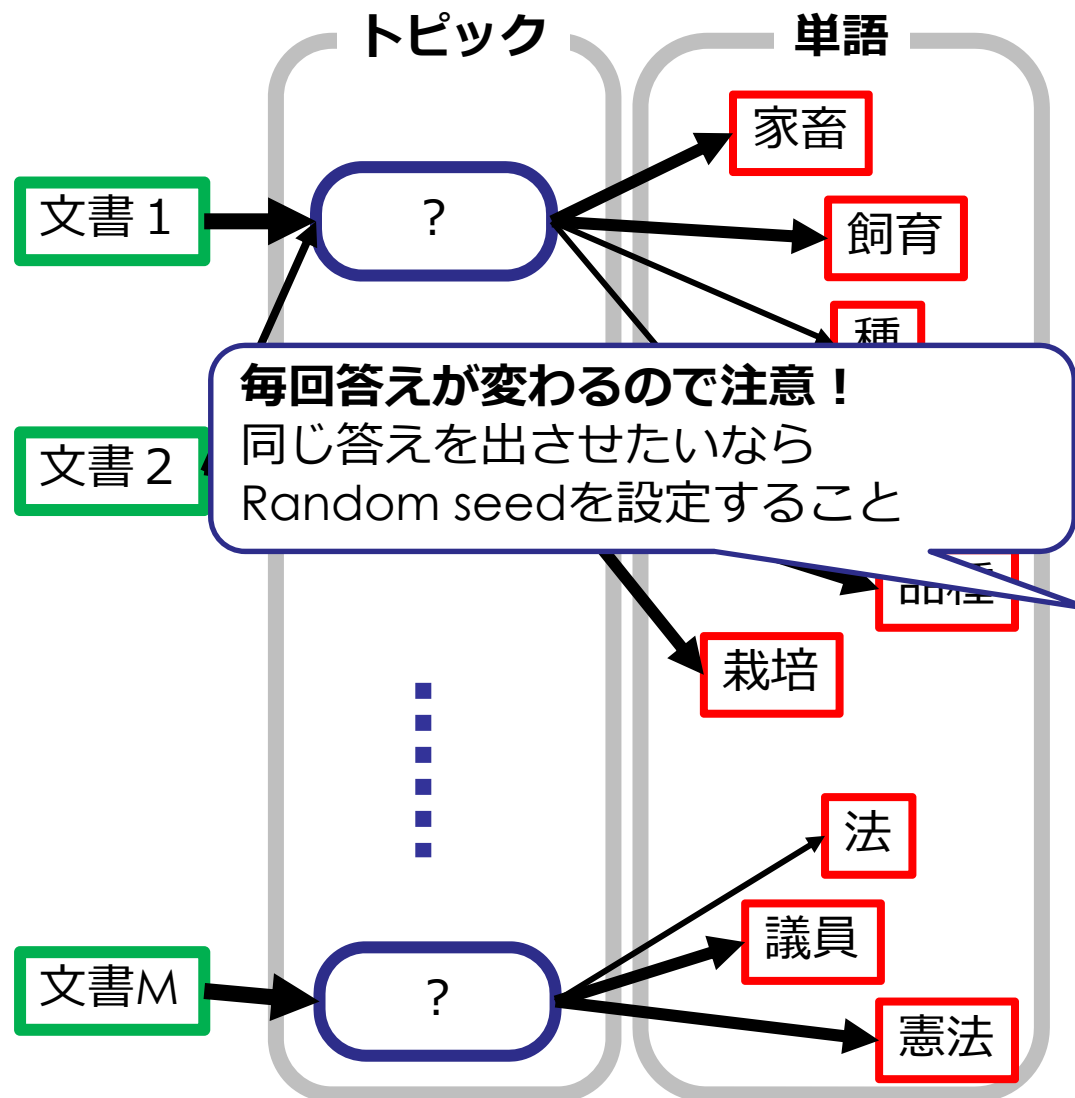 トピック
単語
家畜
文書１
?
飼育
種
毎回答えが変わるので注意！
同じ答えを出させたいなら
Random seedを設定すること
文書２
品種
栽培
法
議員
文書M
?
憲法